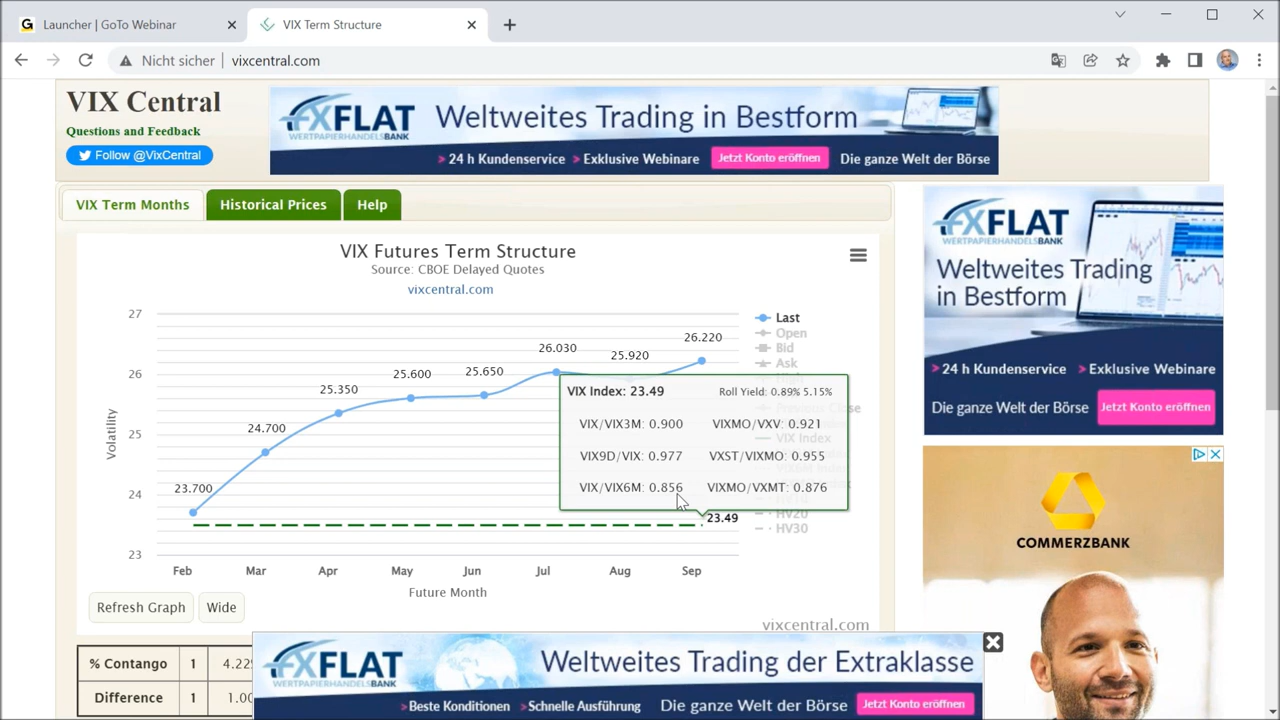 Launcher | GoTo Webinar
VIX Term Structure
Nicht sicher | vixcentral.com
VIX Central
Questions and Feedback
Follow @VixCentral
FXFLAT
WERTPAPIERHANDELSBANK
Weltweites Trading in Bestform
> 24 h Kundenservice > Exklusive Webinare Jetzt Konto eröffnen Die ganze Welt der Börse
VIX Term Months
Historical Prices
Help
VIX Futures Term Structure
Source: CBOE Delayed Quotes
vixcentral.com
Volatility
27
26
25
24
23
23.700
24.700
25.350
25.600
25.650
26.030
25.920
26.220
Last
Open
Bid
Ask
VIX Index: 23.49 Roll Yield: 0.89% 5.15%
VIX/VIX3M: 0.900 VIXMO/VXV: 0.921
VIX9D/VIX: 0.977 VXST/VIXMO: 0.955
VIX/VIX6M: 0.856 VIXMO/VXMT: 0.876
VIX Index
23.49
HV20
HV30
Feb Mar Apr May Jun Jul Aug Sep
Future Month
Refresh Graph
Wide
vixcentral.com
% Contango 1
Difference 1
FXFLAT
WERTPAPIERHANDELSBANK
Weltweites Trading
in Bestform
> 24 h Kundenservice > Exklusive Webinare
Die ganze Welt der Börse Jetzt Konto eröffnen
COMMERZBANK
FXFLAT
WERTPAPIERHANDELSBANK
Weltweites Trading der Extraklasse
> Beste Konditionen > Schnelle Ausführung Die ganze Welt der Börse Jetzt Konto eröffnen